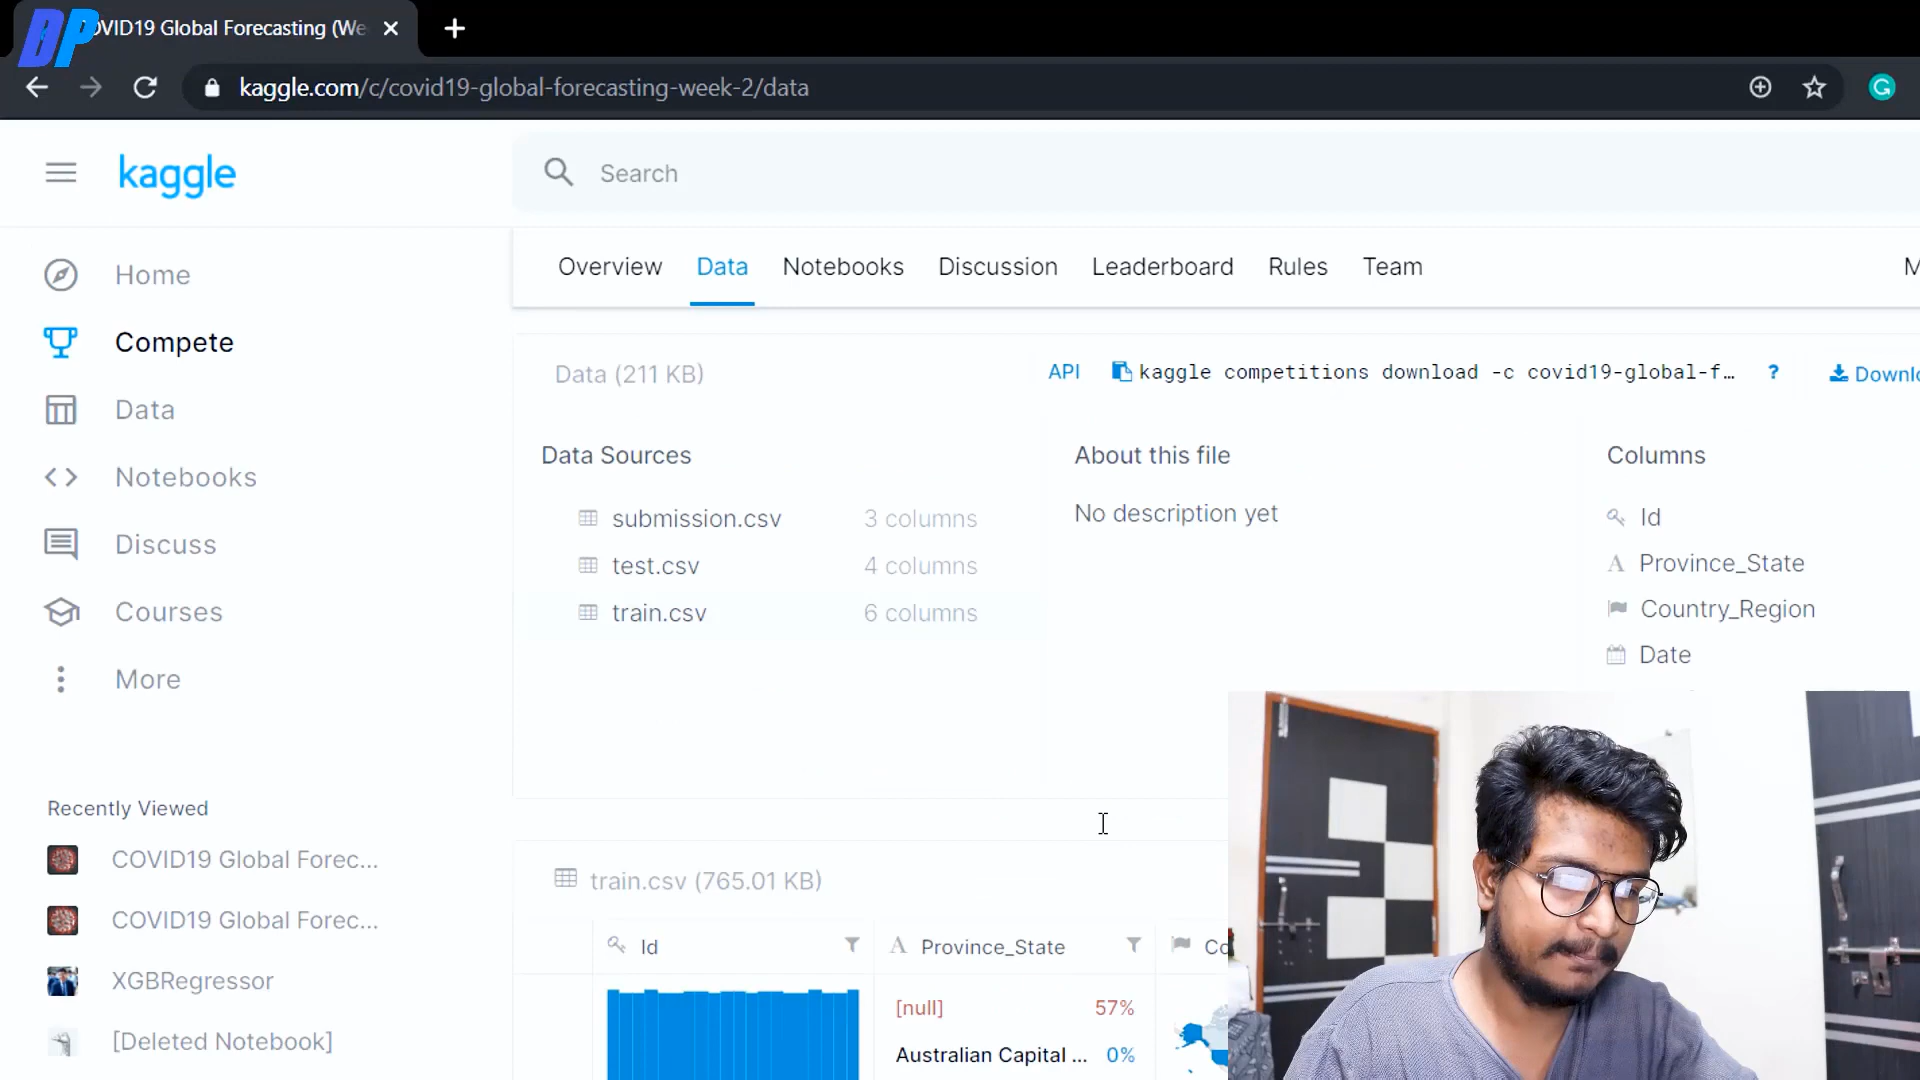 DP
OVID19 Global Forecasting (We
kaggle.com/c/covid19-global-forecasting-week-2/data
G
kaggle
Search
Home
Compete
Data
Notebooks
Discuss
Courses
More
Recently Viewed
COVID19 Global Forec...
COVID19 Global Forec...
XGBRegressor
[Deleted Notebook]
Overview Data Notebooks Discussion Leaderboard Rules Team M
Data (211 KB)
API kaggle competitions download -c covid19-global-f… ? Downlo
Data Sources
submission.csv 3 columns
test.csv 4 columns
train.csv 6 columns
About this file
No description yet
Columns
Id
A Province_State
Country_Region
Date
train.csv (765.01 KB)
Id A Province_State Co
[null] 57%
Australian Capital ... 0%